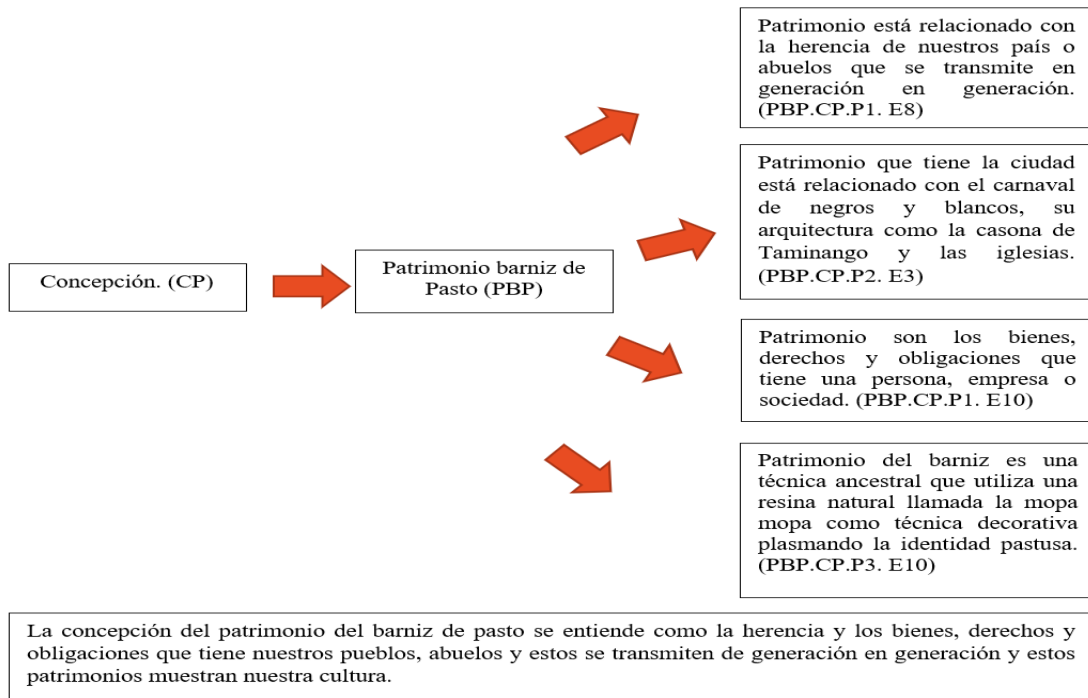 Patrimonio está relacionado con
la herencia de nuestros país o
abuelos que se transmite en
generación en generación.
(PBP.CP.P1. E8)
Patrimonio que tiene la ciudad
está relacionado con el carnaval
de negros y blancos, su
arquitectura como la casona de
Taminango y las iglesias.
(PBP.CP.P2. E3)
Concepción. (CP)
Patrimonio barniz de
Pasto (PBP)
Patrimonio son los bienes,
derechos y obligaciones que
tiene una persona, empresa o
sociedad. (PBP.CP.P1. E10)
Patrimonio del barniz es una
técnica ancestral que utiliza una
resina natural llamada la mopa
mopa como técnica decorativa
plasmando la identidad pastusa.
(PBP.CP.P3. E10)
La concepción del patrimonio del barniz de pasto se entiende como la herencia y los bienes, derechos y
obligaciones que tiene nuestros pueblos, abuelos y estos se transmiten de generación en generación y estos
patrimonios muestran nuestra cultura.